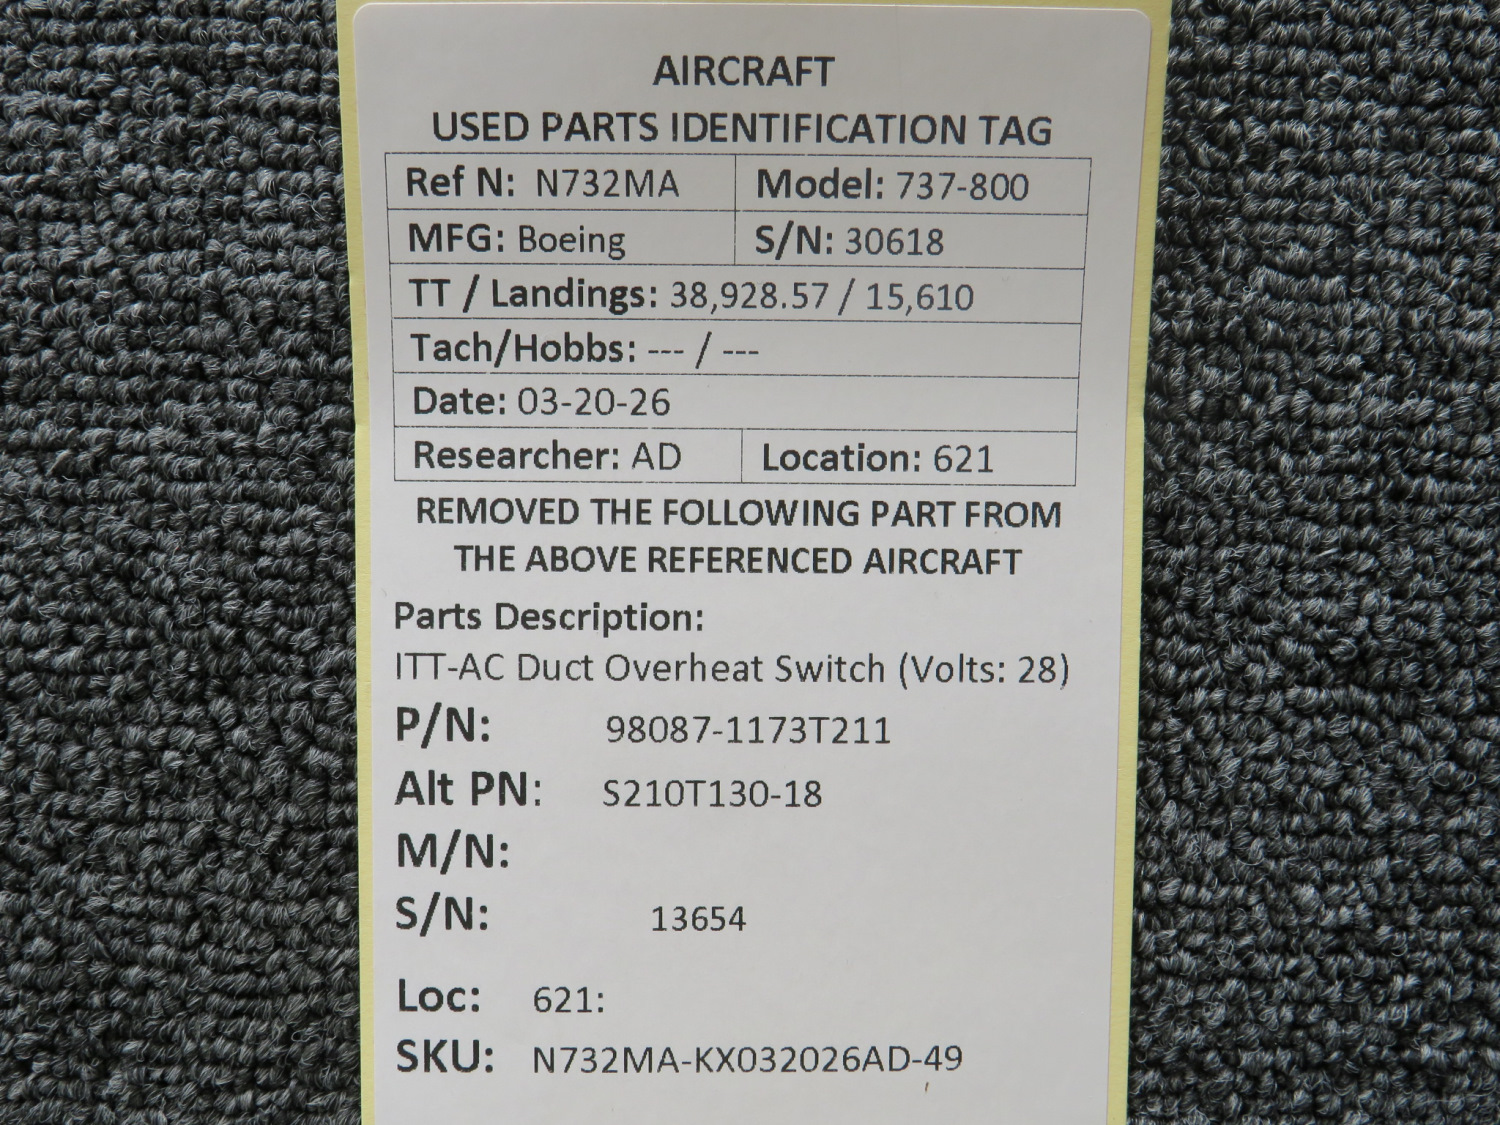 AIRCRAFT
USED PARTS IDENTIFICATION TAG
Ref N: N732MA Model: 737-800
MFG: Boeing S/N: 30618
TT / Landings: 38,928.57 / 15,610
Tach/Hobbs: --- / ---
Date: 03-20-26
Researcher: AD Location: 621
REMOVED THE FOLLOWING PART FROM
THE ABOVE REFERENCED AIRCRAFT
Parts Description:
ITT-AC Duct Overheat Switch (Volts: 28)
P/N: 98087-1173T211
Alt PN: S210T130-18
M/N:
S/N: 13654
Loc: 621:
SKU: N732MA-KX032026AD-49